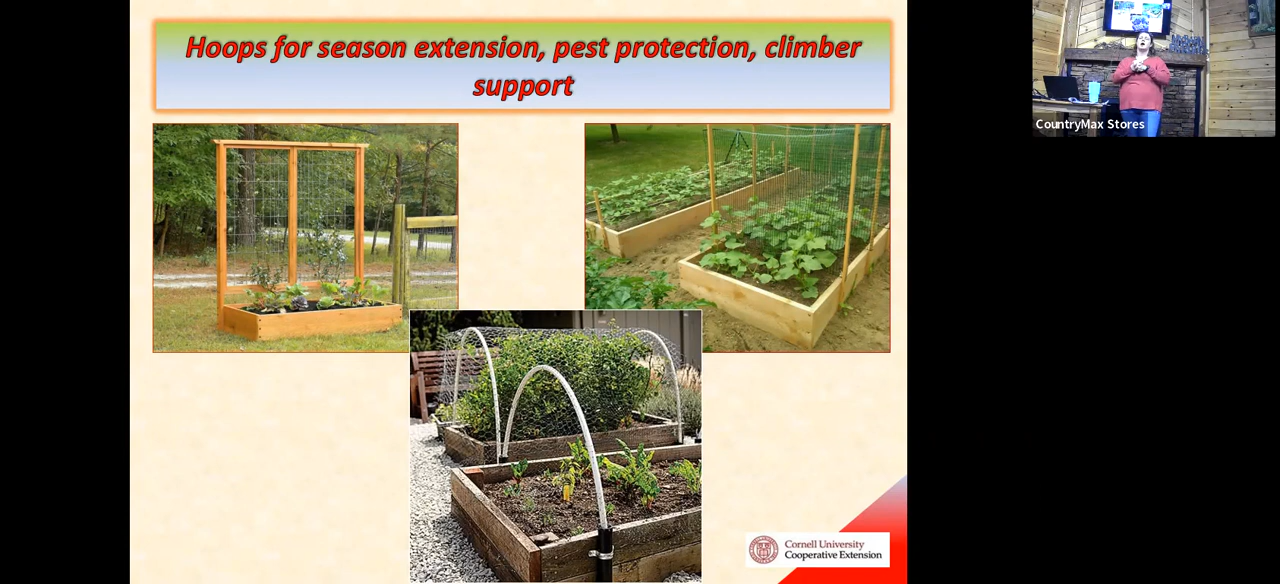 Hoops for season extension, pest protection, climber
support
CountryMax Stores
Cornell University
Cooperative Extension